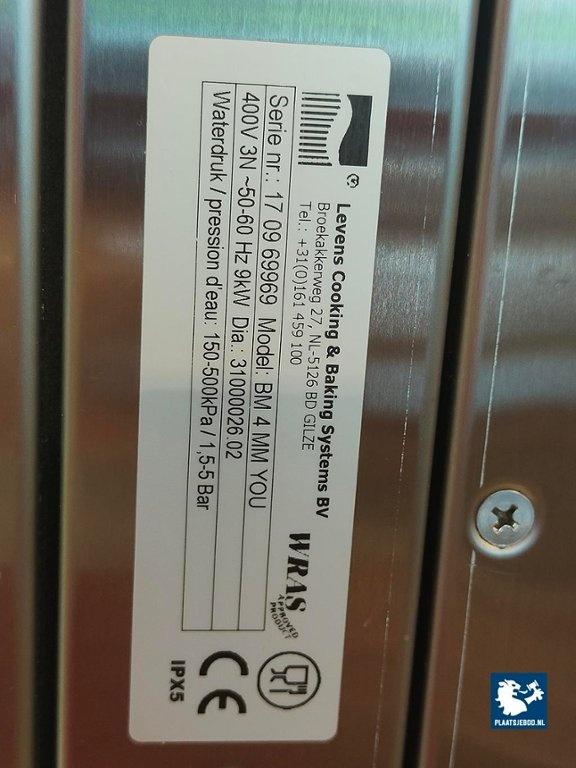 Levens Cooking & Baking Systems BV
Broekakkerweg 27, NL-5126 BD GILZE
Tel.: +31(0)161 459 100
WRAS
APPROVED
PRODUCT
Serie nr.: 17 09 69969 Model: BM 4 MM YOU
400V 3N ~50-60 Hz 9kW Dia.: 31000026.02
Waterdruk / pression d'eau: 150-500kPa / 1,5-5 Bar
CE
IPX5
PLAATSJEBOD.NL